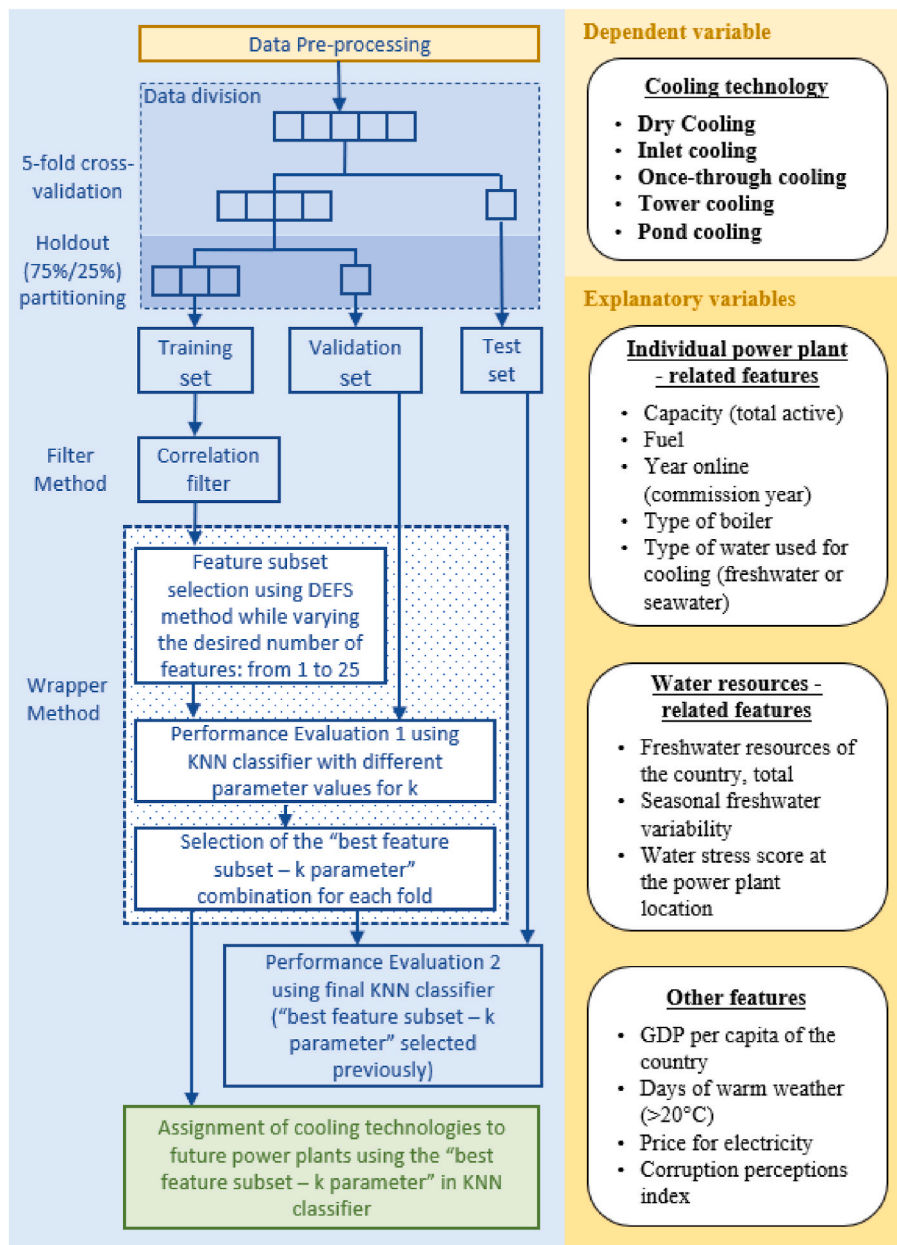 Data Pre-processing
Data division
5-fold cross-
validation
Holdout
(75%/25%)
partitioning
Training
set
Validation
set
Test
set
Filter
Method
Correlation
filter
Feature subset
selection using DEFS
method while varying
the desired number of
features: from 1 to 25
Wrapper
Method
Performance Evaluation 1 using
KNN classifier with different
parameter values for k
Selection of the “best feature
subset – k parameter”
combination for each fold
Performance Evaluation 2
using final KNN classifier
(“best feature subset – k
parameter” selected
previously)
Assignment of cooling technologies to
future power plants using the “best
feature subset – k parameter” in KNN
classifier
Dependent variable
Cooling technology
• Dry Cooling
• Inlet cooling
• Once-through cooling
• Tower cooling
• Pond cooling
Explanatory variables
Individual power plant
- related features
• Capacity (total active)
• Fuel
• Year online
(commission year)
• Type of boiler
• Type of water used for
cooling (freshwater or
seawater)
Water resources -
related features
• Freshwater resources of
the country, total
• Seasonal freshwater
variability
• Water stress score at
the power plant
location
Other features
• GDP per capita of the
country
• Days of warm weather
(>20°C)
• Price for electricity
• Corruption perceptions
index